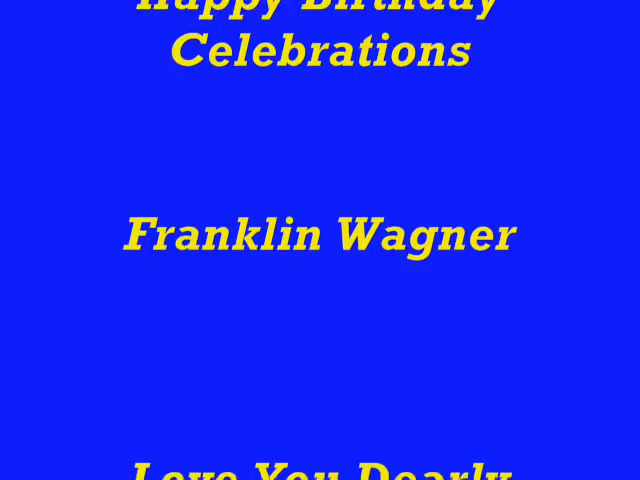 Happy Birthday
Celebrations
Franklin Wagner
Love You Dearly